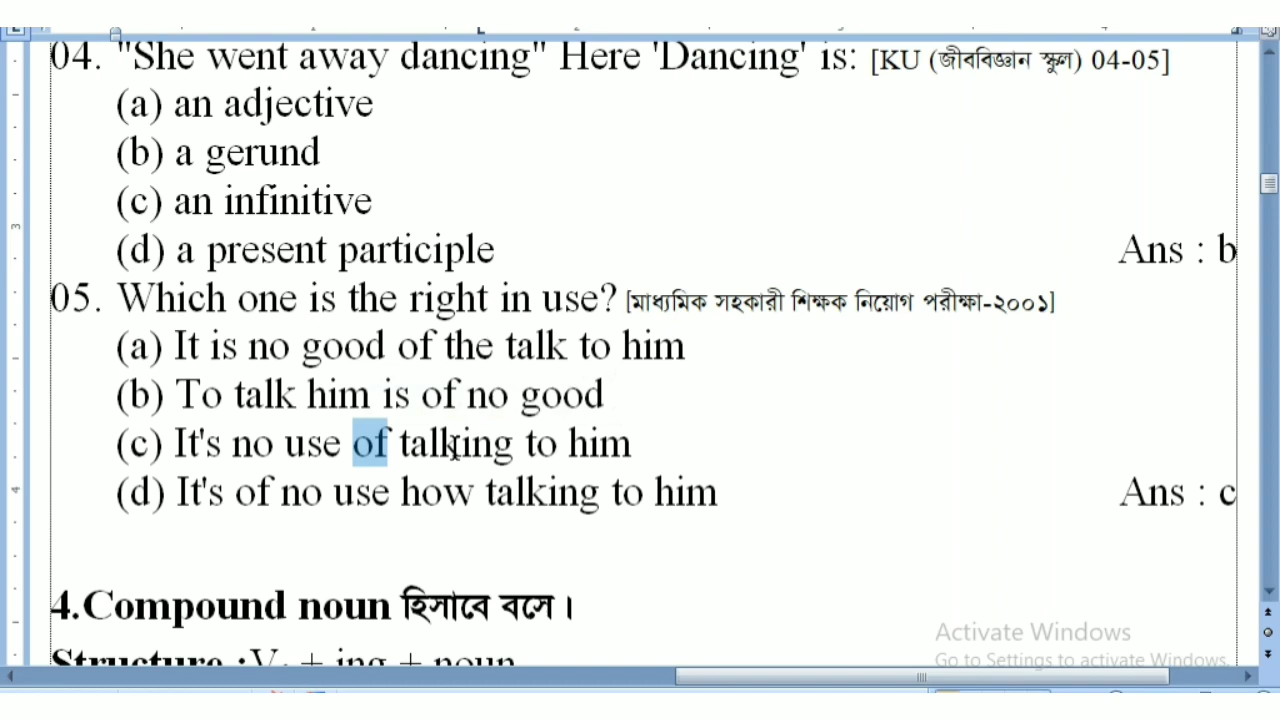 04. "She went away dancing" Here 'Dancing' is: [KU (জীববিজ্ঞান স্কুল) 04-05]
(a) an adjective
(b) a gerund
(c) an infinitive
(d) a present participle Ans : b
05. Which one is the right in use? [মাধ্যমিক সহকারী শিক্ষক নিয়োগ পরীক্ষা-২০০১]
(a) It is no good of the talk to him
(b) To talk him is of no good
(c) It's no use of talking to him
(d) It's of no use how talking to him Ans : c
4.Compound noun হিসাবে বসে।
Activate Windows
Go to Settings to activate Windows.
Structure :V₁ + ing + noun